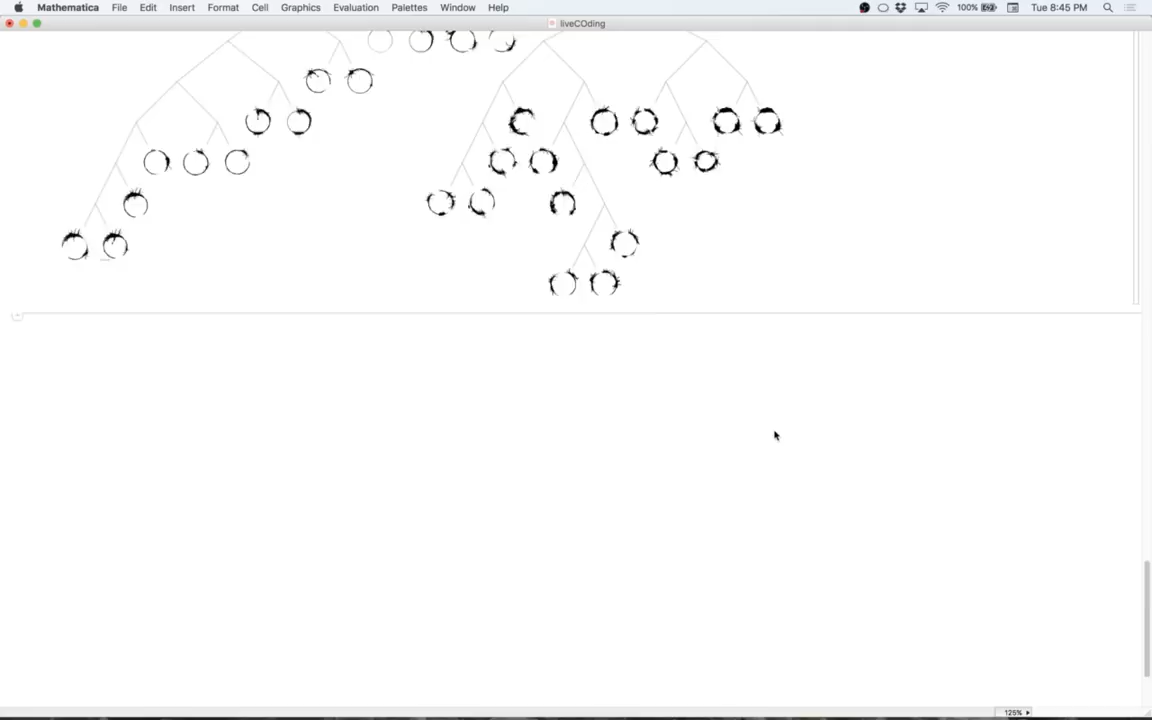 Mathematica File Edit Insert Format Graphics Cell Evaluation Palettes Window Help 100% Tue 8:45 PM
liveCOding
125%